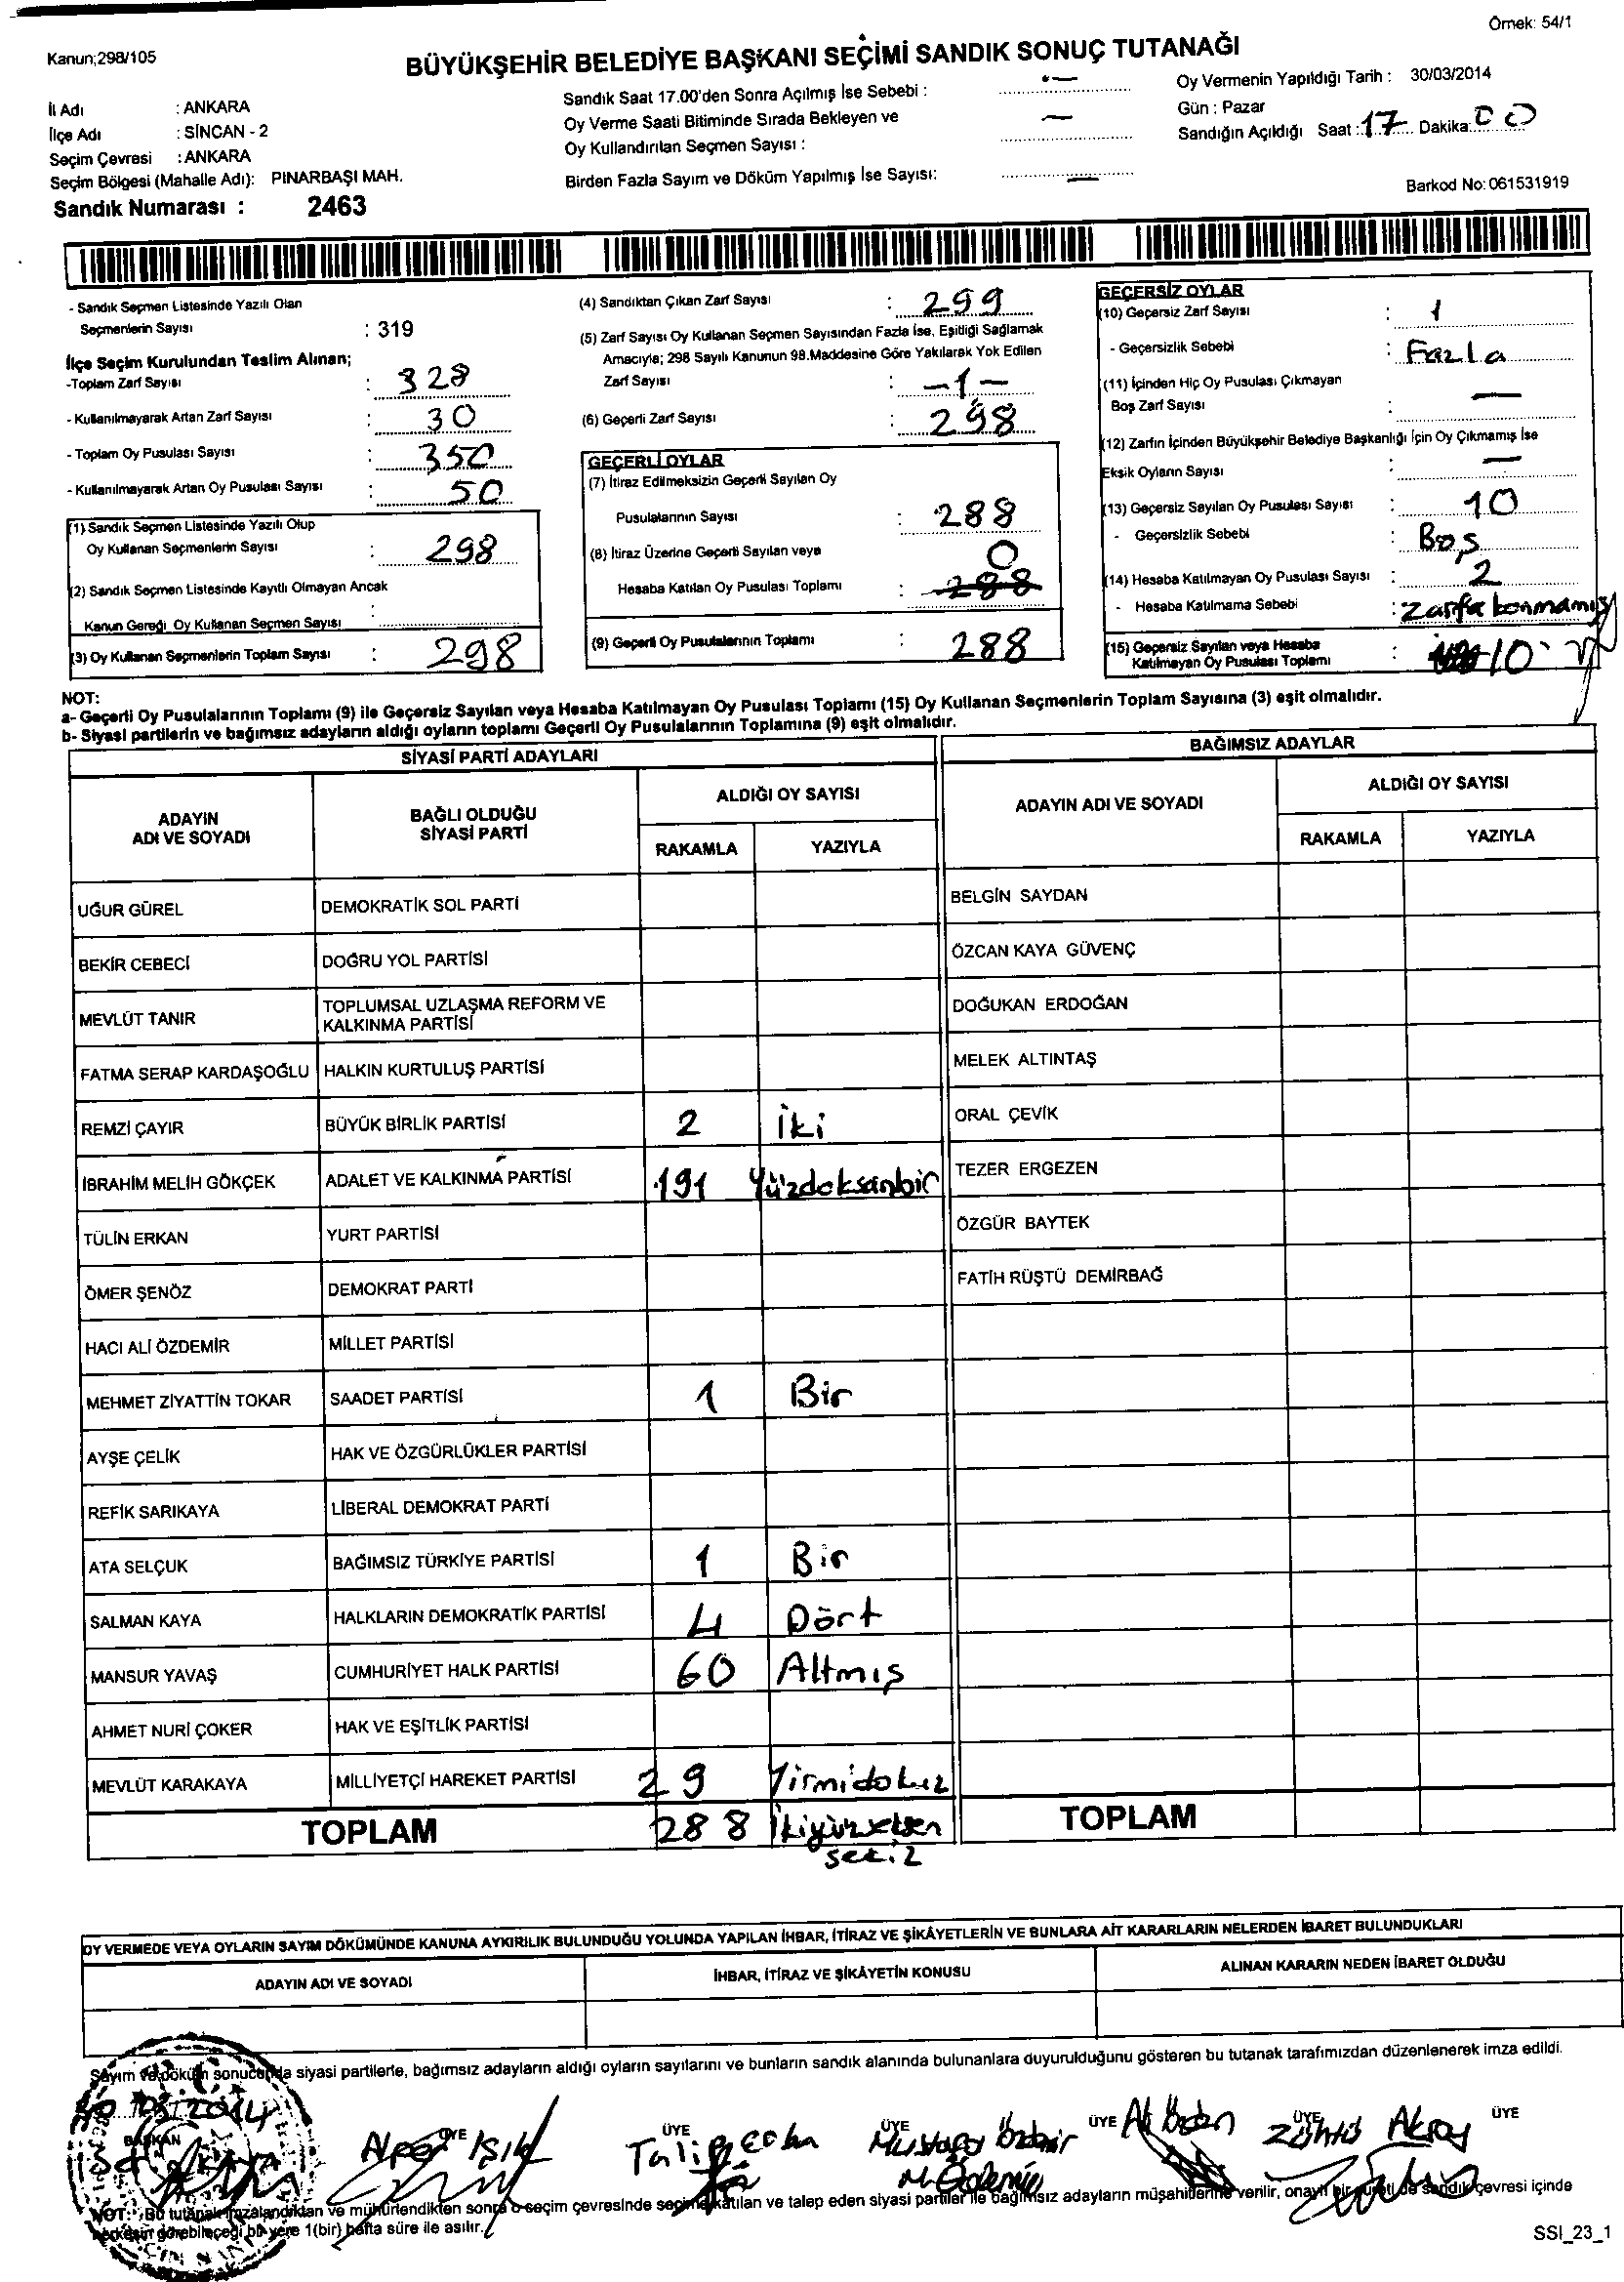 Örnek: 54/1
Kanun;298/105
BÜYÜKŞEHİR BELEDİYE BAŞKANI SEÇİMİ SANDIK SONUÇ TUTANAĞI
İl Adı : ANKARA
İlçe Adı : SİNCAN - 2
Seçim Çevresi : ANKARA
Seçim Bölgesi (Mahalle Adı): PINARBAŞI MAH.
Sandık Numarası : 2463
Sandık Saat 17.00'den Sonra Açılmış İse Sebebi : —
Oy Verme Saati Bitiminde Sırada Bekleyen ve
Oy Kullandırılan Seçmen Sayısı : —
Birden Fazla Sayım ve Döküm Yapılmış İse Sayısı: —
Oy Vermenin Yapıldığı Tarih : 30/03/2014
Gün : Pazar
Sandığın Açıldığı Saat : 17 Dakika: 00
Barkod No: 061531919
- Sandık Seçmen Listesinde Yazılı Olan
Seçmenlerin Sayısı : 319
İlçe Seçim Kurulundan Teslim Alınan;
-Toplam Zarf Sayısı : 328
- Kullanılmayarak Artan Zarf Sayısı : 30
- Toplam Oy Pusulası Sayısı : 350
- Kullanılmayarak Artan Oy Pusulası Sayısı : 50
(1) Sandık Seçmen Listesinde Yazılı Olup
Oy Kullanan Seçmenlerin Sayısı : 298
(2) Sandık Seçmen Listesinde Kayıtlı Olmayan Ancak
Kanun Gereği Oy Kullanan Seçmen Sayısı :
(3) Oy Kullanan Seçmenlerin Toplam Sayısı : 298
(4) Sandıktan Çıkan Zarf Sayısı : 299
(5) Zarf Sayısı Oy Kullanan Seçmen Sayısından Fazla İse, Eşitliği Sağlamak
Amacıyla; 298 Sayılı Kanunun 98.Maddesine Göre Yakılarak Yok Edilen
Zarf Sayısı : -1-
(6) Geçerli Zarf Sayısı : 298
GEÇERLİ OYLAR
(7) İtiraz Edilmeksizin Geçerli Sayılan Oy
Pusulalarının Sayısı : 288
(8) İtiraz Üzerine Geçerli Sayılan veya 0
Hesaba Katılan Oy Pusulası Toplamı : 288
(9) Geçerli Oy Pusulalarının Toplamı : 288
GEÇERSİZ OYLAR
(10) Geçersiz Zarf Sayısı : 1
- Geçersizlik Sebebi : Fazla
(11) İçinden Hiç Oy Pusulası Çıkmayan
Boş Zarf Sayısı : —
(12) Zarfın İçinden Büyükşehir Belediye Başkanlığı İçin Oy Çıkmamış İse
Eksik Oyların Sayısı : —
(13) Geçersiz Sayılan Oy Pusulası Sayısı : 10
- Geçersizlik Sebebi : Boş
(14) Hesaba Katılmayan Oy Pusulası Sayısı : 2
- Hesaba Katılmama Sebebi : Zarfa konmamış
(15) Geçersiz Sayılan veya Hesaba
Katılmayan Oy Pusulası Toplamı : 10
NOT:
a- Geçerli Oy Pusulalarının Toplamı (9) ile Geçersiz Sayılan veya Hesaba Katılmayan Oy Pusulası Toplamı (15) Oy Kullanan Seçmenlerin Toplam Sayısına (3) eşit olmalıdır.
b- Siyasi partilerin ve bağımsız adayların aldığı oyların toplamı Geçerli Oy Pusulalarının Toplamına (9) eşit olmalıdır.
SİYASİ PARTİ ADAYLARI
ADAYIN ADI VE SOYADI BAĞLI OLDUĞU SİYASİ PARTİ ALDIĞI OY SAYISI
RAKAMLA YAZIYLA
UĞUR GÜREL DEMOKRATİK SOL PARTİ
BEKİR CEBECİ DOĞRU YOL PARTİSİ
MEVLÜT TANIR TOPLUMSAL UZLAŞMA REFORM VE KALKINMA PARTİSİ
FATMA SERAP KARDAŞOĞLU HALKIN KURTULUŞ PARTİSİ
REMZİ ÇAYIR BÜYÜK BİRLİK PARTİSİ 2 İki
İBRAHİM MELİH GÖKÇEK ADALET VE KALKINMA PARTİSİ 191 Yüzdoksanbir
TÜLİN ERKAN YURT PARTİSİ
ÖMER ŞENÖZ DEMOKRAT PARTİ
HACI ALİ ÖZDEMİR MİLLET PARTİSİ
MEHMET ZİYATTİN TOKAR SAADET PARTİSİ 1 Bir
AYŞE ÇELİK HAK VE ÖZGÜRLÜKLER PARTİSİ
REFİK SARIKAYA LİBERAL DEMOKRAT PARTİ
ATA SELÇUK BAĞIMSIZ TÜRKİYE PARTİSİ 1 Bir
SALMAN KAYA HALKLARIN DEMOKRATİK PARTİSİ 4 Dört
MANSUR YAVAŞ CUMHURİYET HALK PARTİSİ 60 Altmış
AHMET NURİ ÇOKER HAK VE EŞİTLİK PARTİSİ
MEVLÜT KARAKAYA MİLLİYETÇİ HAREKET PARTİSİ 29 Yirmidokuz
TOPLAM 288 İkiyüzseksen
sekiz
BAĞIMSIZ ADAYLAR
ADAYIN ADI VE SOYADI ALDIĞI OY SAYISI
RAKAMLA YAZIYLA
BELGİN SAYDAN
ÖZCAN KAYA GÜVENÇ
DOĞUKAN ERDOĞAN
MELEK ALTINTAŞ
ORAL ÇEVİK
TEZER ERGEZEN
ÖZGÜR BAYTEK
FATİH RÜŞTÜ DEMİRBAĞ
TOPLAM
OY VERMEDE VEYA OYLARIN SAYIM DÖKÜMÜNDE KANUNA AYKIRILIK BULUNDUĞU YOLUNDA YAPILAN İHBAR, İTİRAZ VE ŞİKÂYETLERİN VE BUNLARA AİT KARARLARIN NELERDEN İBARET BULUNDUKLARI
ADAYIN ADI VE SOYADI İHBAR, İTİRAZ VE ŞİKÂYETİN KONUSU ALINAN KARARIN NEDEN İBARET OLDUĞU
Sayım ve döküm sonucunda siyasi partilerle, bağımsız adayların aldığı oyların sayılarını ve bunların sandık alanında bulunanlara duyurulduğunu gösteren bu tutanak tarafımızdan düzenlenerek imza edildi.
BAŞKAN ÜYE ÜYE ÜYE ÜYE ÜYE ÜYE
Alper Işık Talip Mustafa Özdemir Ali Zühtü Akbay
M.Özdemir
NOT: Bu tutanak imzalandıktan ve mühürlendikten sonra o seçim çevresinde seçime katılan ve talep eden siyasi partiler ile bağımsız adayların müşahitlerine verilir, onaylı bir sureti de sandık çevresi içinde
herkesin görebileceği bir yere 1(bir) hafta süre ile asılır.
SSI_23_1